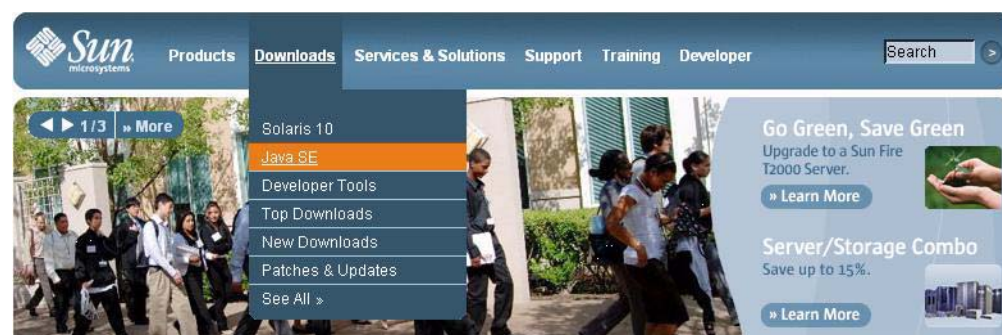 Sun
microsystems
Products Downloads Services & Solutions Support Training Developer
Search >
◀ ▶ 1/3 » More
Solaris 10
Java SE
Developer Tools
Top Downloads
New Downloads
Patches & Updates
See All »
Go Green, Save Green
Upgrade to a Sun Fire
T2000 Server.
» Learn More
Server/Storage Combo
Save up to 15%.
» Learn More